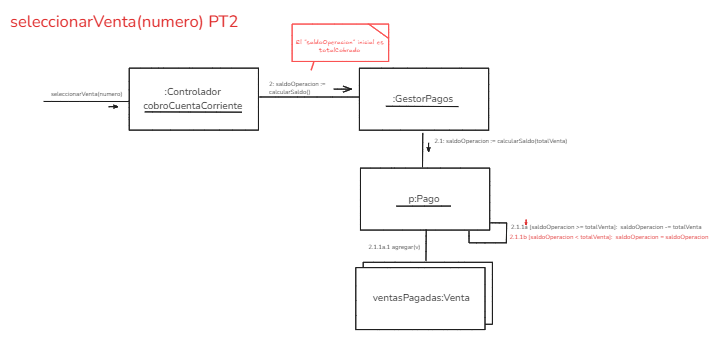 seleccionarVenta(numero) PT2
El "saldoOperacion" inicial es
totalCobrado
seleccionarVenta(numero)
:Controlador
cobroCuentaCorriente
2: saldoOperacion :=
calcularSaldo()
:GestorPagos
2.1: saldoOperacion := calcularSaldo(totalVenta)
p:Pago
2.1.1a [saldoOperacion >= totalVenta]: saldoOperacion -= totalVenta
2.1.1b [saldoOperacion < totalVenta]: saldoOperacion = saldoOperacion
2.1.1a.1 agregar(v)
ventasPagadas:Venta